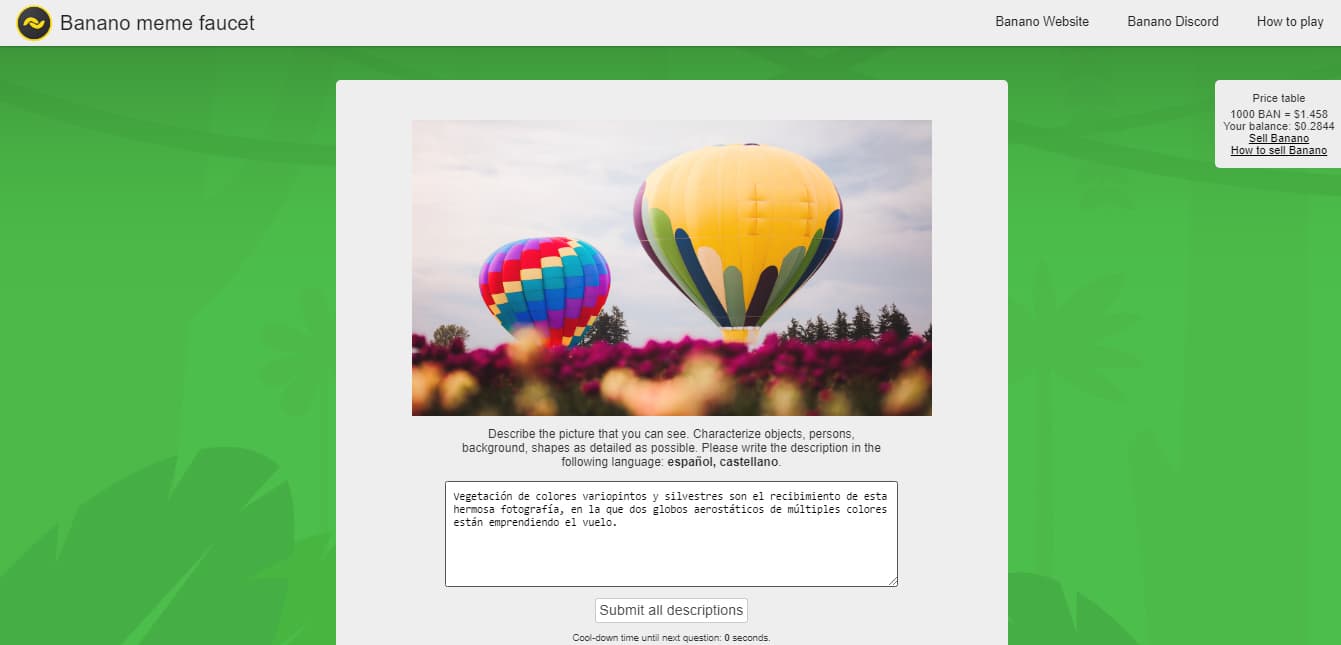 Banano meme faucet
Banano Website
Banano Discord
How to play
Price table
1000 BAN = $1.458
Your balance: $0.2844
Sell Banano
How to sell Banano
Describe the picture that you can see. Characterize objects, persons,
background, shapes as detailed as possible. Please write the description in the
following language: español, castellano.
Vegetación de colores variopintos y silvestres son el recibimiento de esta
hermosa fotografía, en la que dos globos aerostáticos de múltiples colores
están emprendiendo el vuelo.
Submit all descriptions
Cool-down time until next question: 0 seconds.